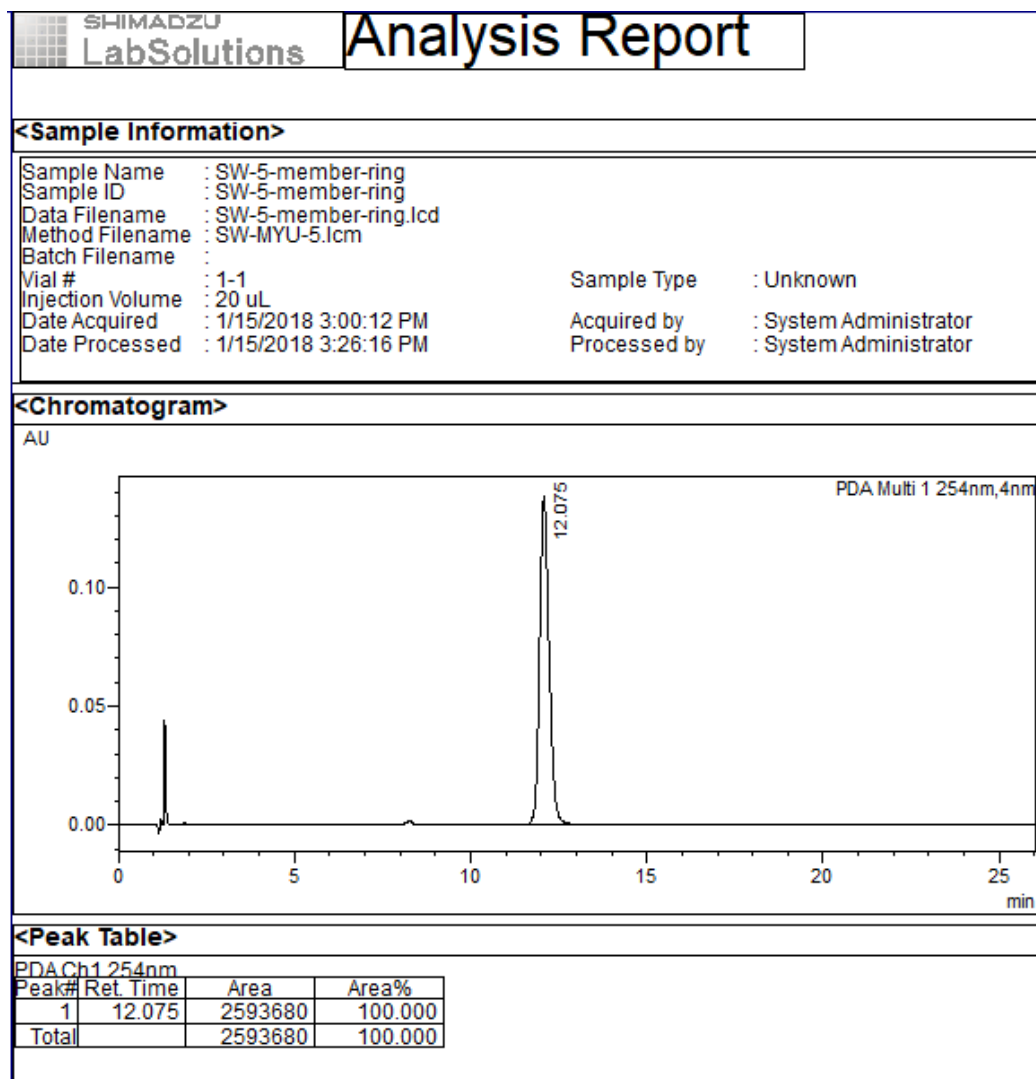 SHIMADZU
LabSolutions Analysis Report
<Sample Information>
Sample Name : SW-5-member-ring
Sample ID : SW-5-member-ring
Data Filename : SW-5-member-ring.lcd
Method Filename : SW-MYU-5.lcm
Batch Filename :
Vial # : 1-1 Sample Type : Unknown
Injection Volume : 20 uL
Date Acquired : 1/15/2018 3:00:12 PM Acquired by : System Administrator
Date Processed : 1/15/2018 3:26:16 PM Processed by : System Administrator
<Chromatogram>
AU
PDA Multi 1 254nm,4nm
12.075
0.10
0.05
0.00
0 5 10 15 20 25
min
<Peak Table>
PDA Ch1 254nm
Peak# Ret. Time Area Area%
1 12.075 2593680 100.000
Total 2593680 100.000